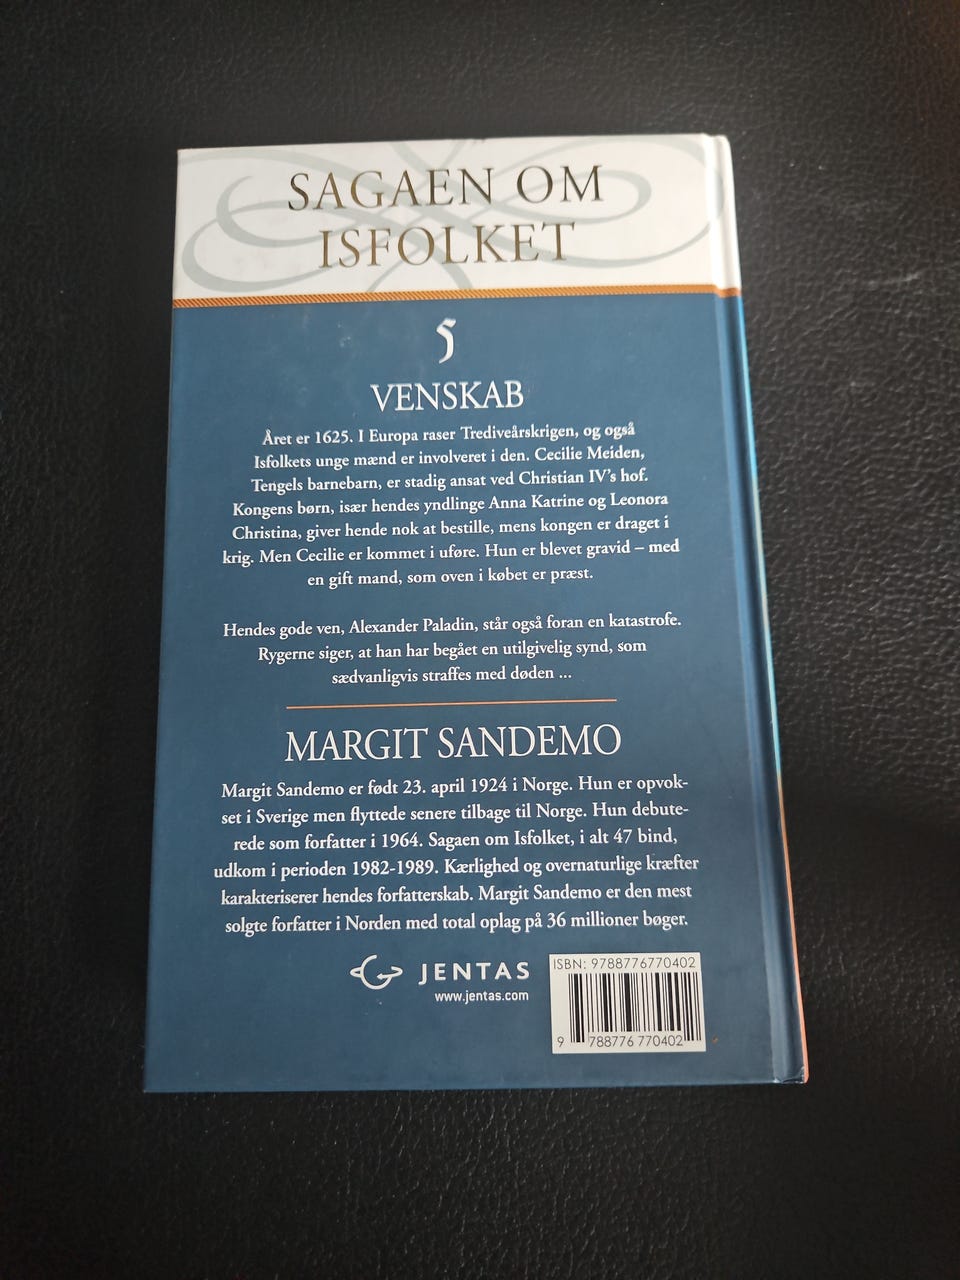 SAGAEN OM
ISFOLKET
5
VENSKAB
Året er 1625. I Europa raser Trediveårskrigen, og også
Isfolkets unge mænd er involveret i den. Cecilie Meiden,
Tengels barnebarn, er stadig ansat ved Christian IV's hof.
Kongens børn, især hendes yndlinge Anna Katrine og Leonora
Christina, giver hende nok at bestille, mens kongen er draget i
krig. Men Cecilie er kommet i uføre. Hun er blevet gravid – med
en gift mand, som oven i købet er præst.
Hendes gode ven, Alexander Paladin, står også foran en katastrofe.
Rygerne siger, at han har begået en utilgivelig synd, som
sædvanligvis straffes med døden ...
MARGIT SANDEMO
Margit Sandemo er født 23. april 1924 i Norge. Hun er opvok-
set i Sverige men flyttede senere tilbage til Norge. Hun debute-
rede som forfatter i 1964. Sagaen om Isfolket, i alt 47 bind,
udkom i perioden 1982-1989. Kærlighed og overnaturlige kræfter
karakteriserer hendes forfatterskab. Margit Sandemo er den mest
solgte forfatter i Norden med total oplag på 36 millioner bøger.
JENTAS
www.jentas.com
ISBN: 9788776770402
9 788776 770402